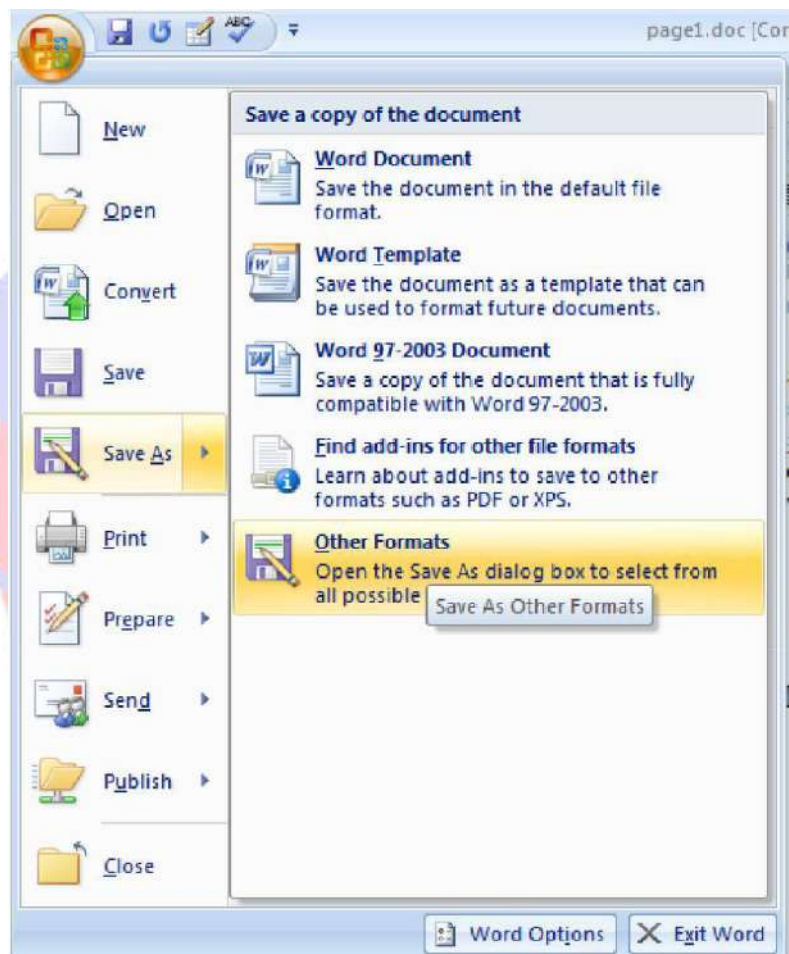 ABC
page1.doc [Cor
New
Open
Convert
Save
Save As
Print
Prepare
Send
Publish
Close
Save a copy of the document
Word Document
Save the document in the default file
format.
Word Template
Save the document as a template that can
be used to format future documents.
Word 97-2003 Document
Save a copy of the document that is fully
compatible with Word 97-2003.
Find add-ins for other file formats
Learn about add-ins to save to other
formats such as PDF or XPS.
Other Formats
Open the Save As dialog box to select from
all possible
Save As Other Formats
Word Options
Exit Word